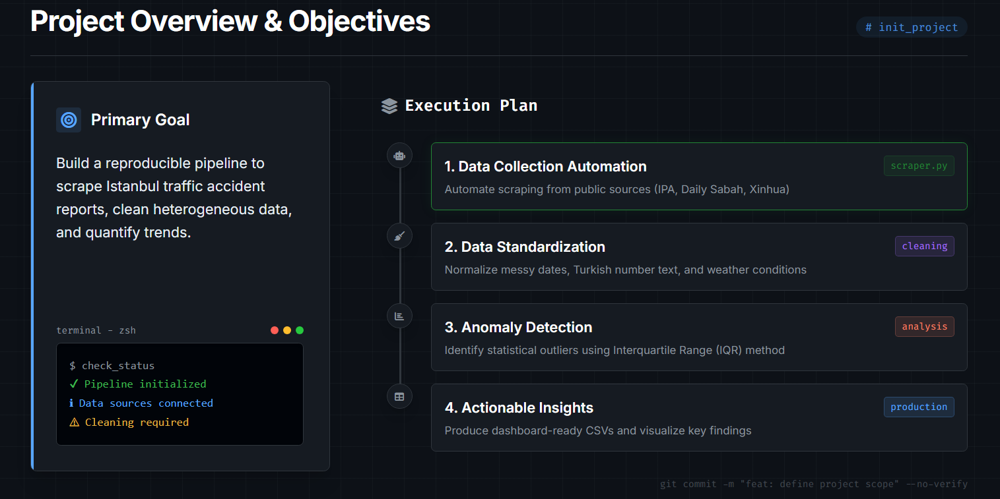 Project Overview & Objectives
# init_project
Primary Goal
Build a reproducible pipeline to
scrape Istanbul traffic accident
reports, clean heterogeneous data,
and quantify trends.
terminal - zsh
$ check_status
✓ Pipeline initialized
ℹ Data sources connected
⚠ Cleaning required
Execution Plan
1. Data Collection Automation
scraper.py
Automate scraping from public sources (IPA, Daily Sabah, Xinhua)
2. Data Standardization
cleaning
Normalize messy dates, Turkish number text, and weather conditions
3. Anomaly Detection
analysis
Identify statistical outliers using Interquartile Range (IQR) method
4. Actionable Insights
production
Produce dashboard-ready CSVs and visualize key findings
git commit -m "feat: define project scope" --no-verify